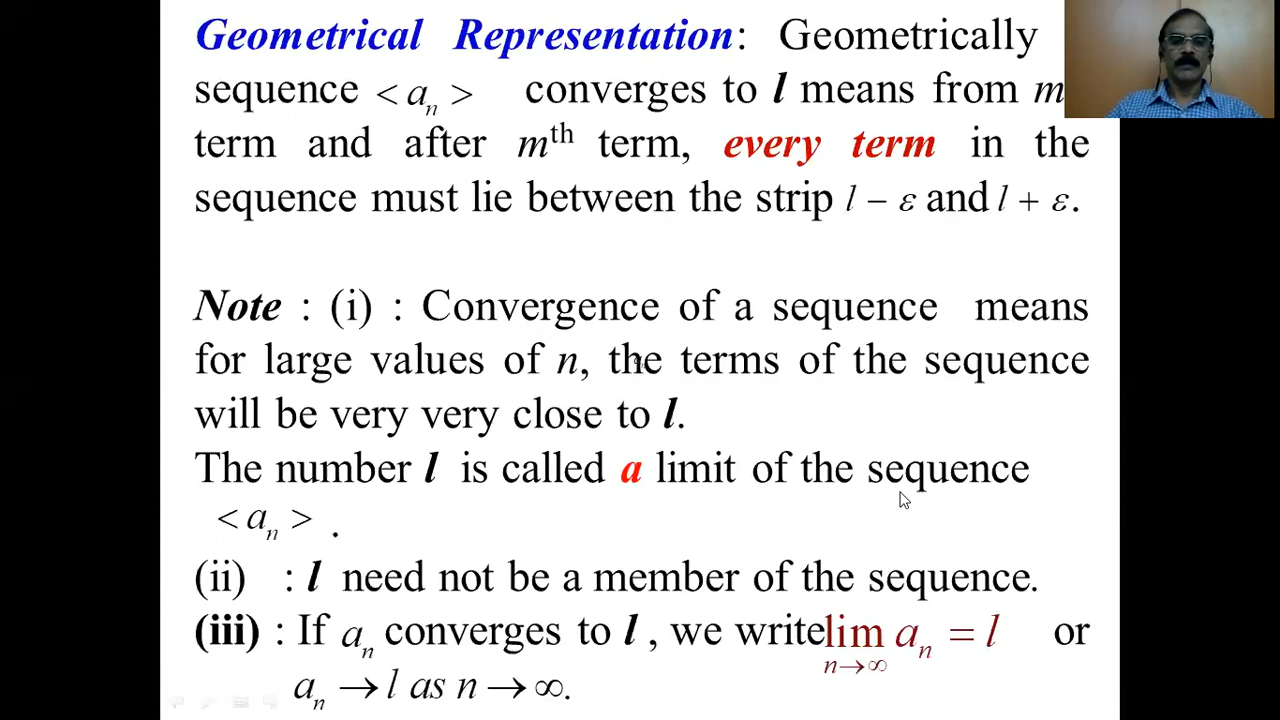 Geometrical Representation: Geometrically
sequence < aₙ > converges to l means from m
term and after mᵗʰ term, every term in the
sequence must lie between the strip l − ε and l + ε.
Note : (i) : Convergence of a sequence means
for large values of n, the terms of the sequence
will be very very close to l.
The number l is called a limit of the sequence
< aₙ > .
(ii) : l need not be a member of the sequence.
(iii) : If aₙ converges to l , we write lim aₙ = l or
n→∞
aₙ → l as n → ∞.